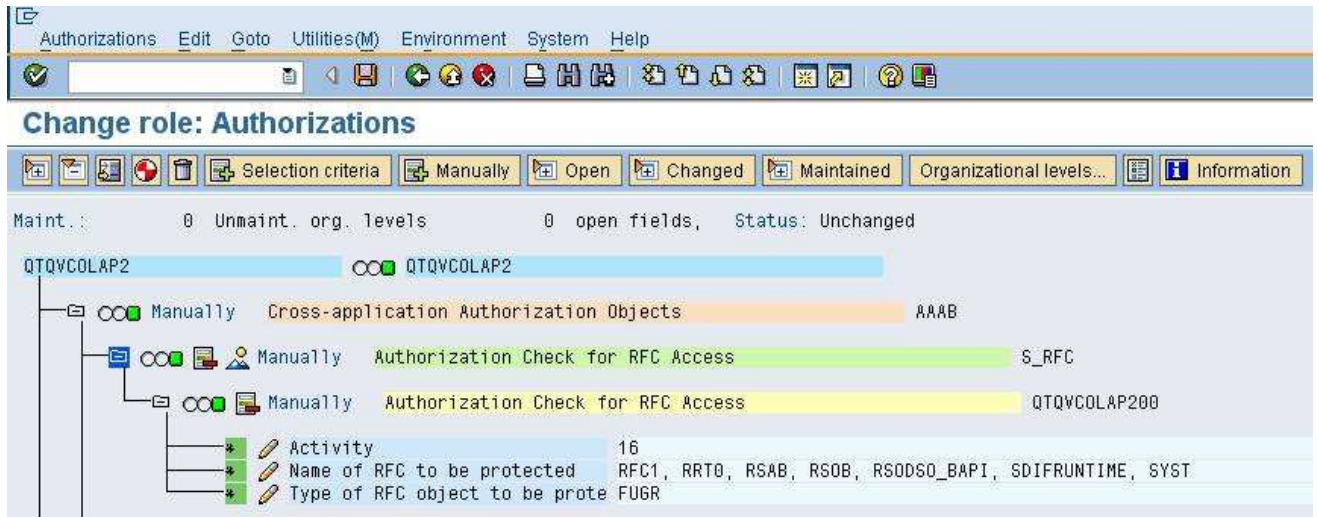 Authorizations Edit Goto Utilities(M) Environment System Help
Change role: Authorizations
Selection criteria Manually Open Changed Maintained Organizational levels... Information
Maint.: 0 Unmaint. org. levels 0 open fields, Status: Unchanged
QTQVCOLAP2 QTQVCOLAP2
Manually Cross-application Authorization Objects AAAB
Manually Authorization Check for RFC Access S_RFC
Manually Authorization Check for RFC Access QTQVCOLAP200
Activity 16
Name of RFC to be protected RFC1, RRT0, RSAB, RSOB, RSODSO_BAPI, SDIFRUNTIME, SYST
Type of RFC object to be prote FUGR